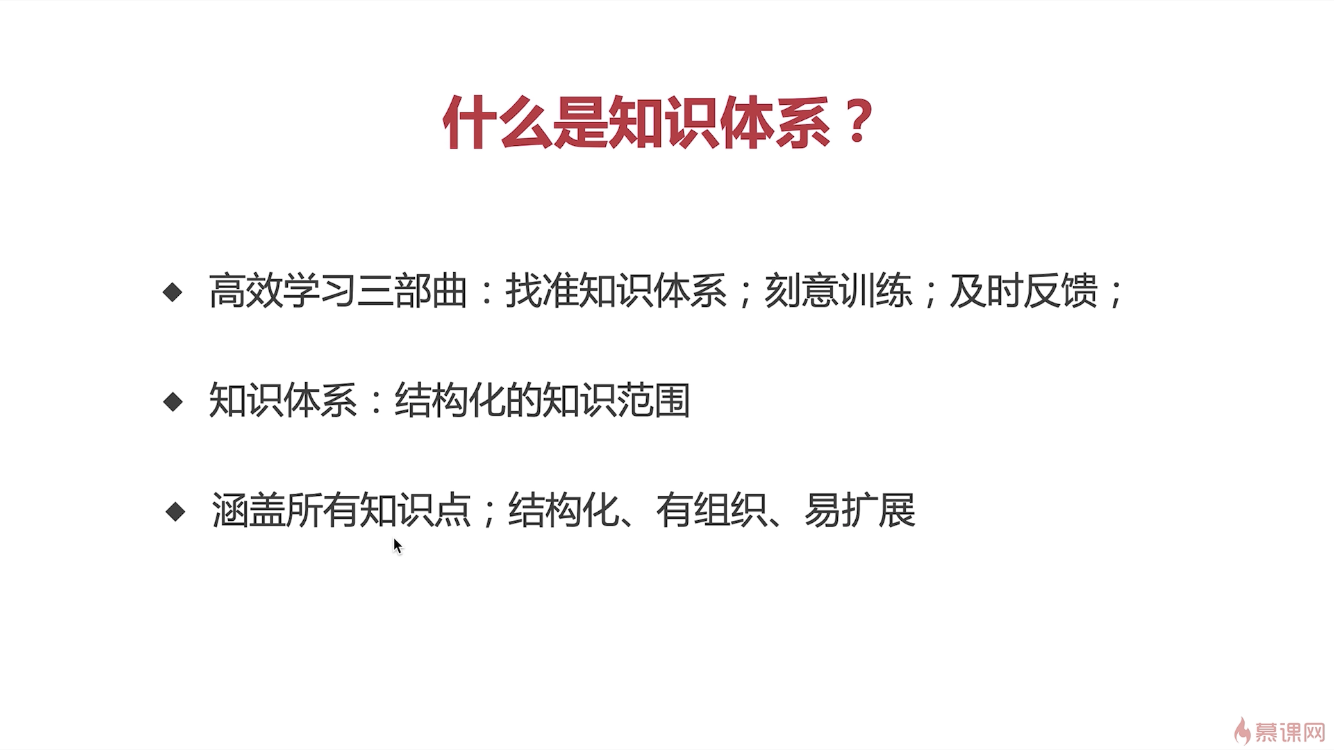 什么是知识体系？
◆ 高效学习三部曲：找准知识体系；刻意训练；及时反馈；
◆ 知识体系：结构化的知识范围
◆ 涵盖所有知识点；结构化、有组织、易扩展
慕课网